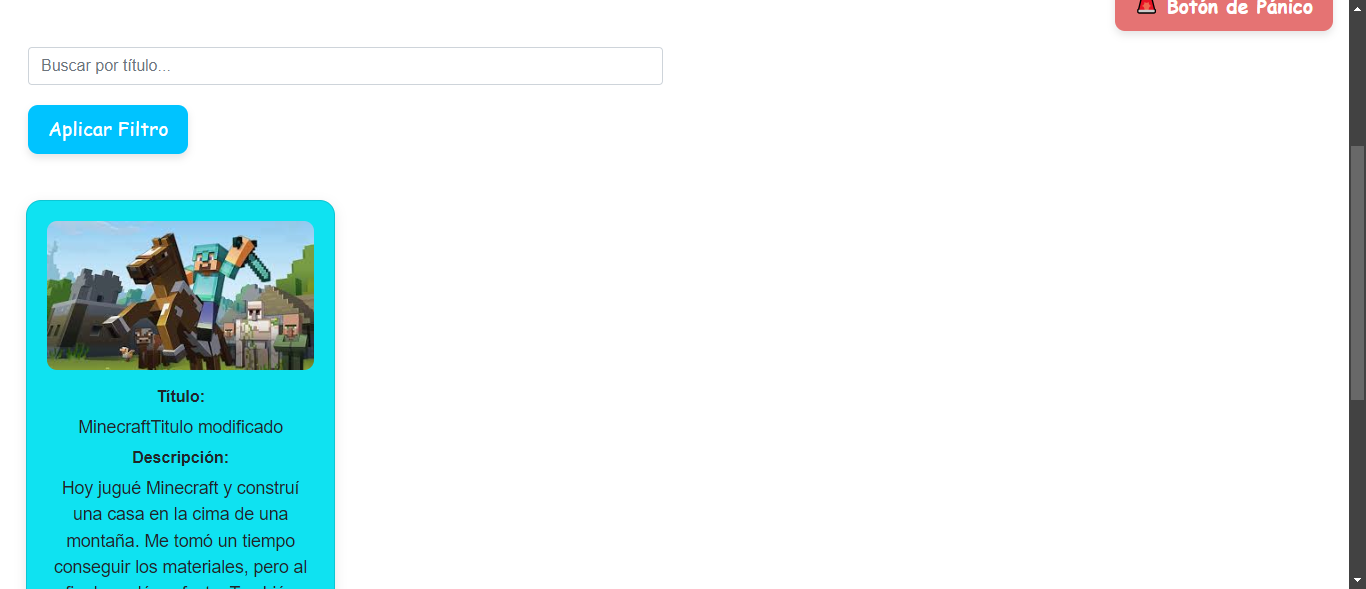 Botón de Pánico
Buscar por título...
Aplicar Filtro
Título:
MinecraftTitulo modificado
Descripción:
Hoy jugué Minecraft y construí
una casa en la cima de una
montaña. Me tomó un tiempo
conseguir los materiales, pero al